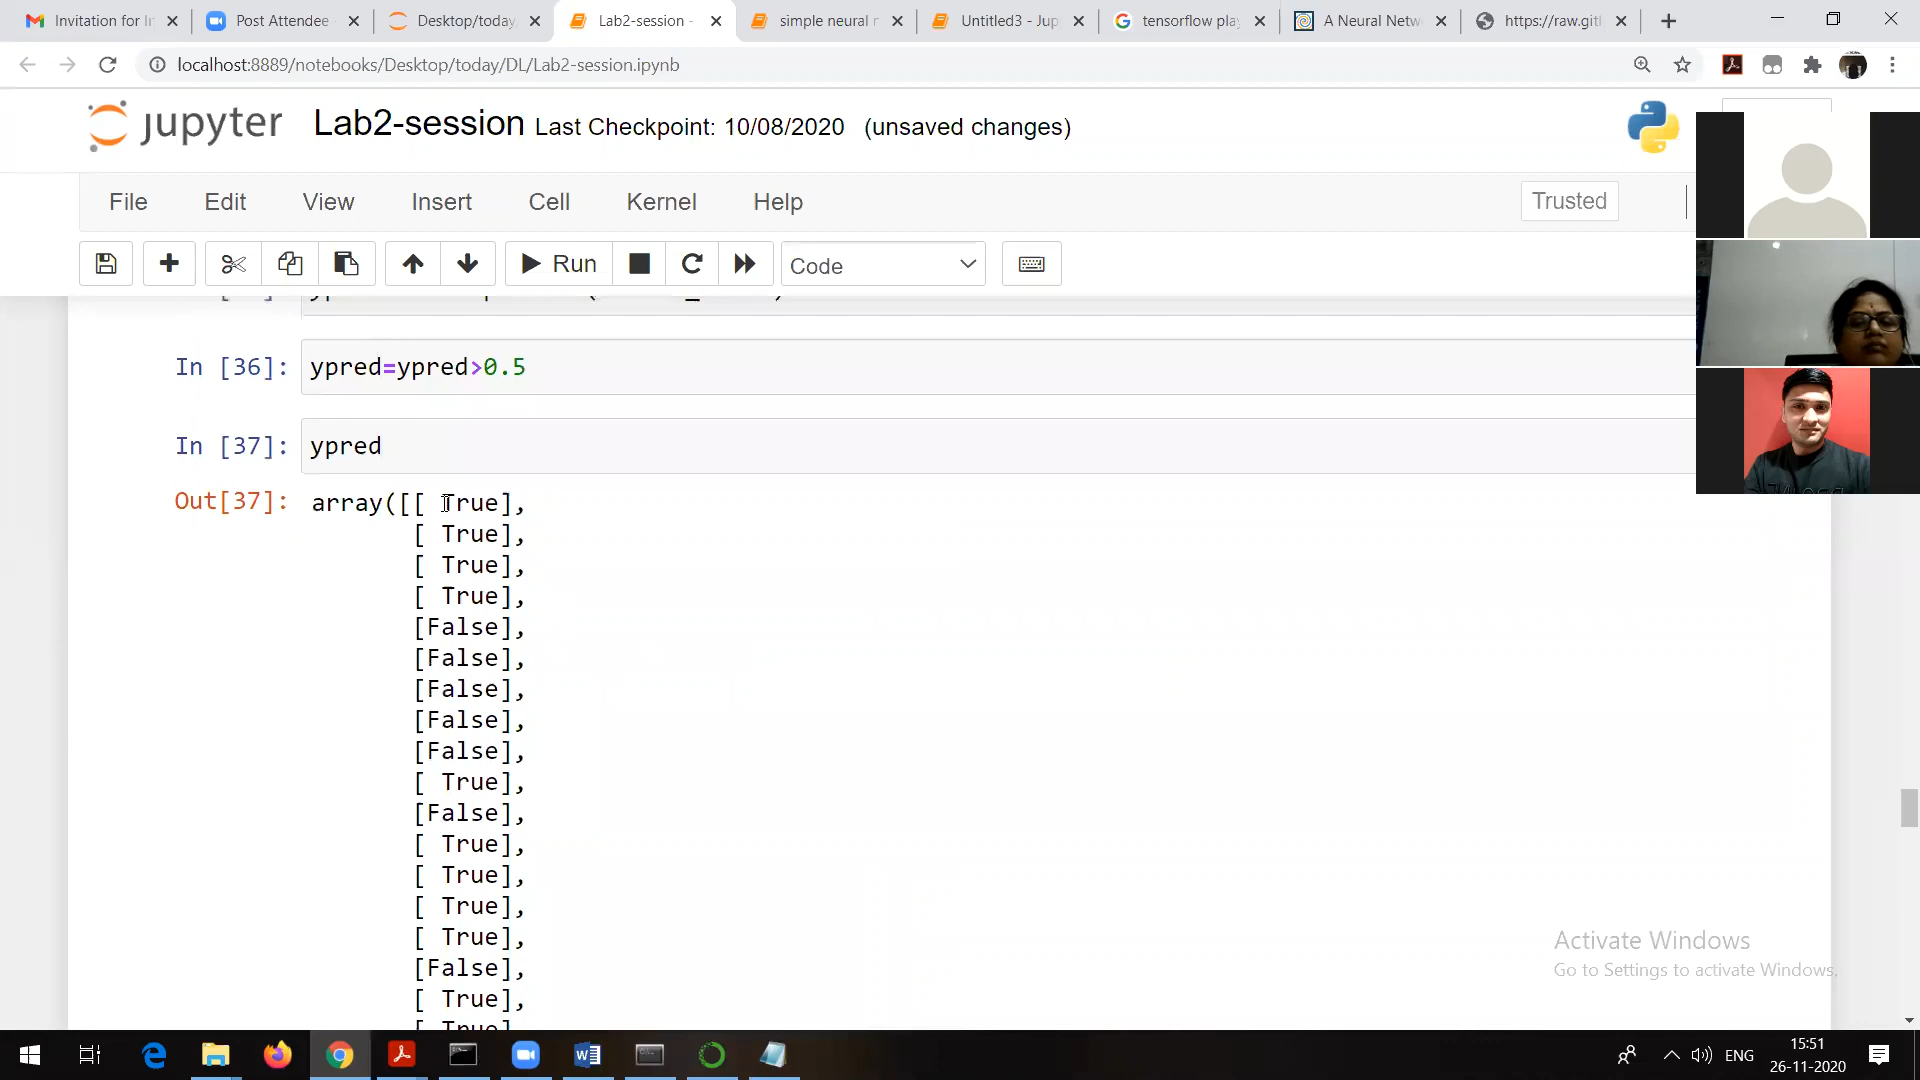 Invitation for I
Post Attendee
Desktop/today
Lab2-session -
simple neural n
Untitled3 - Jup
tensorflow pla
A Neural Netw
https://raw.gitl
localhost:8889/notebooks/Desktop/today/DL/Lab2-session.ipynb
jupyter Lab2-session Last Checkpoint: 10/08/2020 (unsaved changes)
File Edit View Insert Cell Kernel Help Trusted
Run Code
In [36]: ypred=ypred>0.5
In [37]: ypred
Out[37]: array([[ True],
[ True],
[ True],
[ True],
[False],
[False],
[False],
[False],
[False],
[ True],
[False],
[ True],
[ True],
[ True],
[ True],
[False],
[ True],
Activate Windows
Go to Settings to activate Windows.
ENG
15:51
26-11-2020